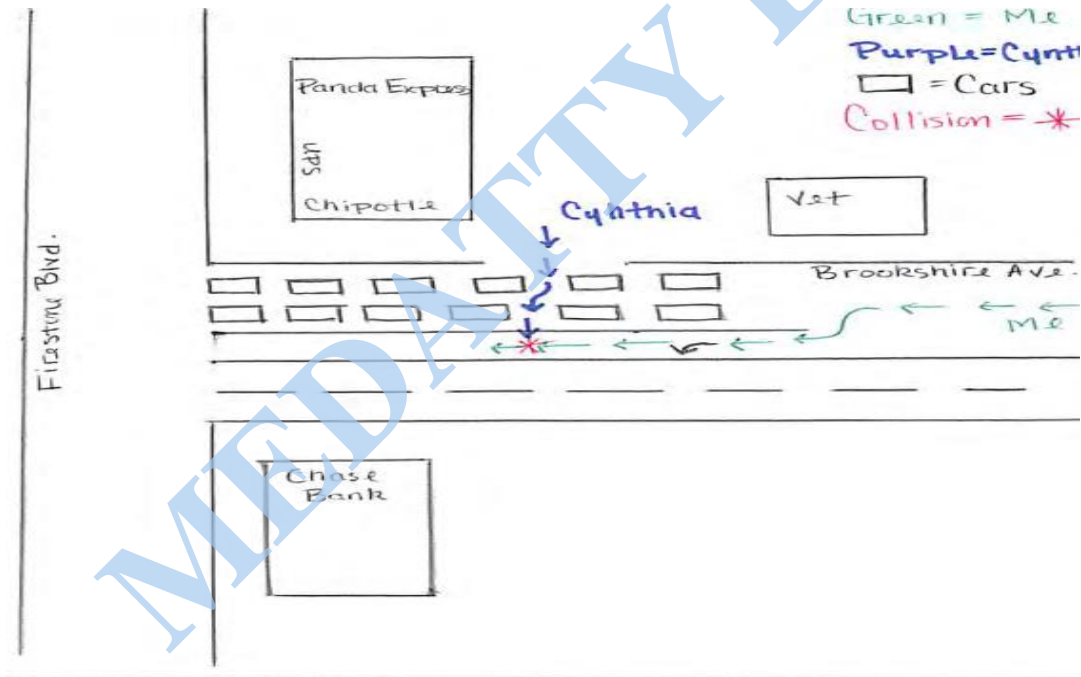 Green = Me
Purple=Cynth
= Cars
Collision =
Panda Express
UPS
Chipotle
Cynthia
Vet
Brookshire Ave.
Me
Firestone Blvd.
Chase
Bank